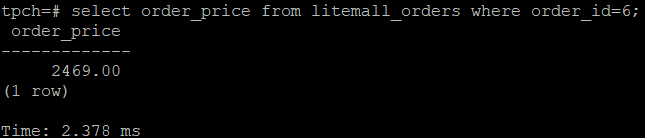 tpch=# select order_price from litemall_orders where order_id=6;
 order_price
-------------
     2469.00
(1 row)

Time: 2.378 ms